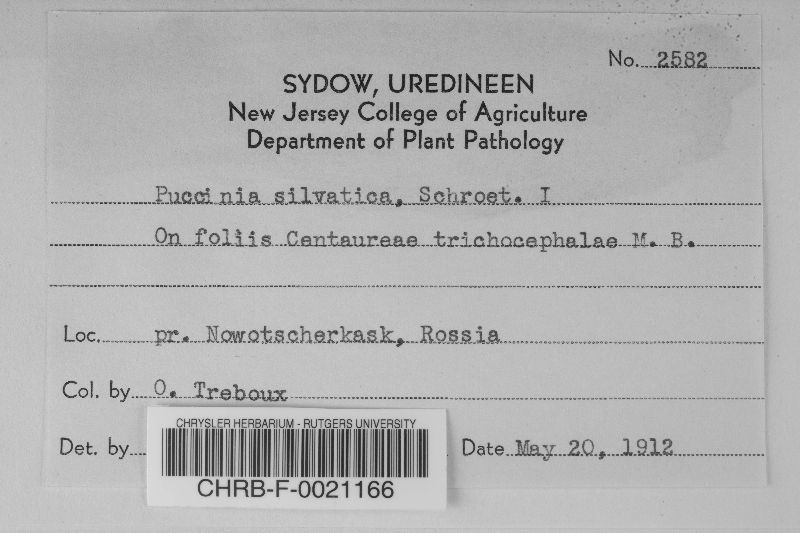 No. 2582
SYDOW, UREDINEEN
New Jersey College of Agriculture
Department of Plant Pathology
Puccinia silvatica, Schroet. I
On foliis Centaureae trichocephalae M. B.
Loc. pr. Nowotscherkask, Rossia
Col. by O. Treboux
Det. by Date May 20, 1912
CHRYSLER HERBARIUM - RUTGERS UNIVERSITY
CHRB-F-0021166